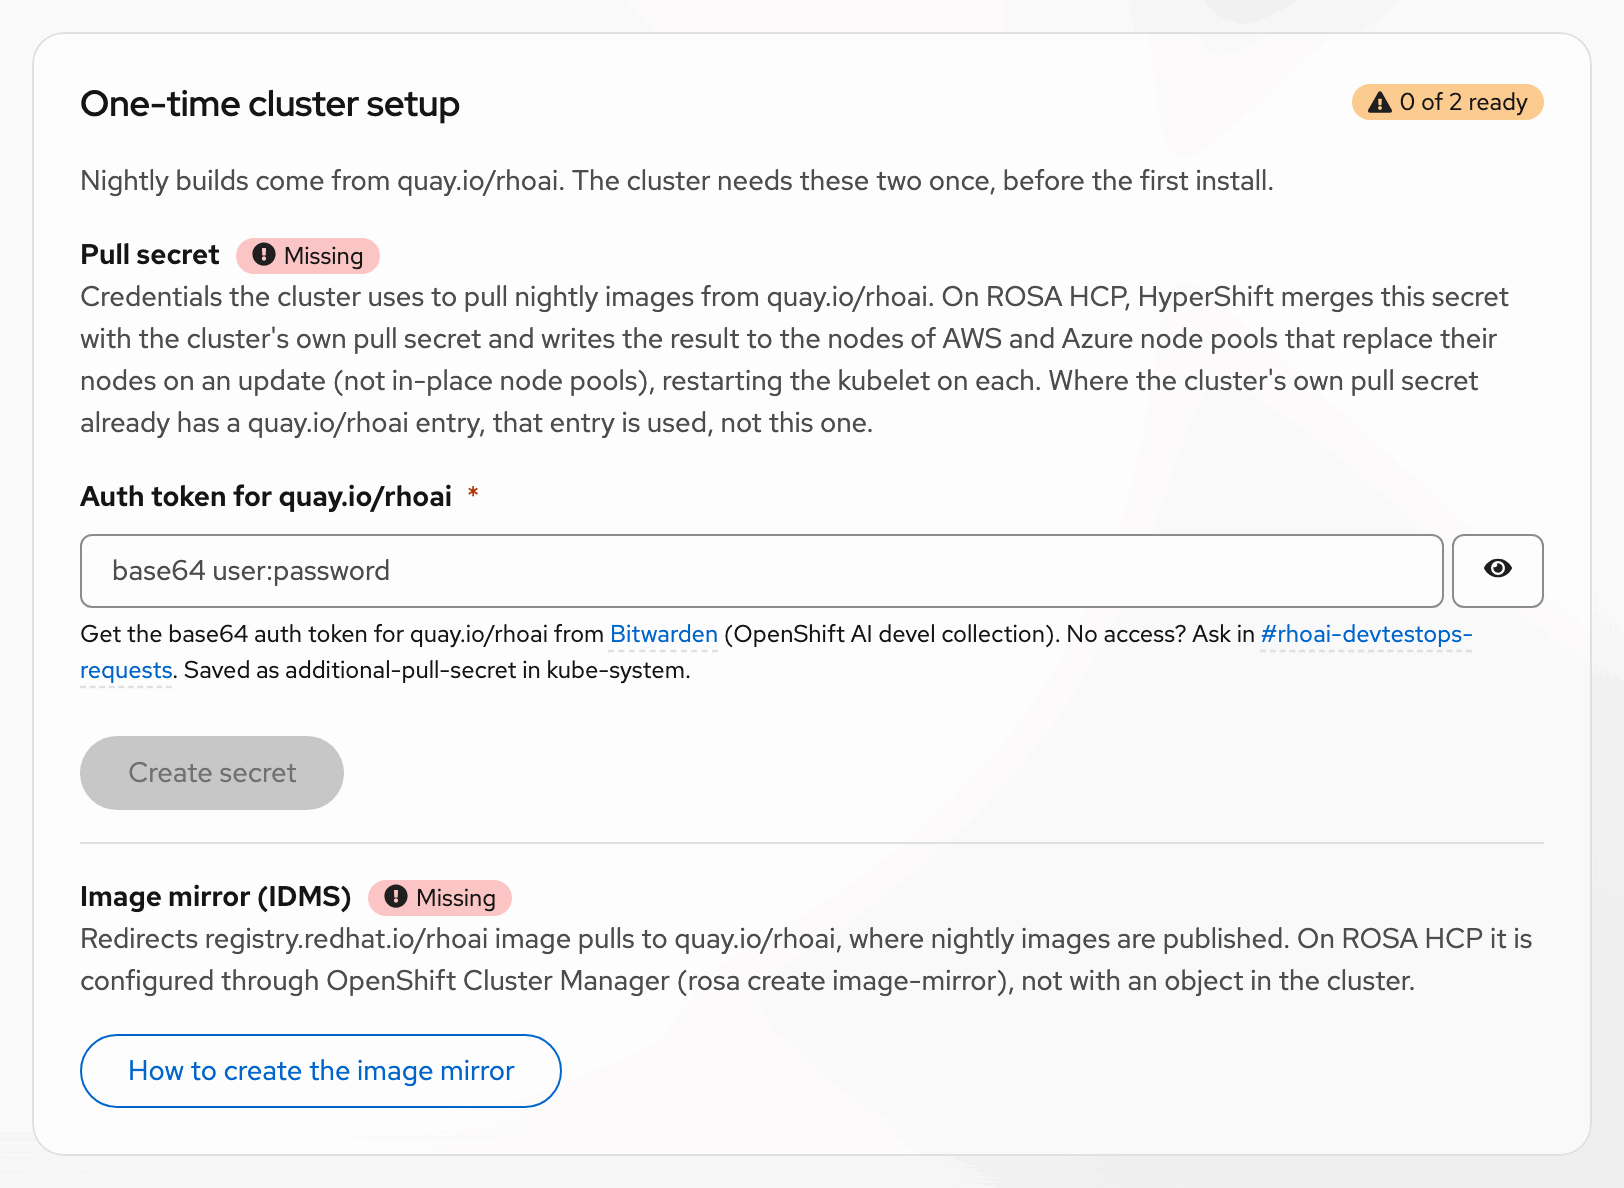 One-time cluster setup
0 of 2 ready
Nightly builds come from quay.io/rhoai. The cluster needs these two once, before the first install.
Pull secret
Missing
Credentials the cluster uses to pull nightly images from quay.io/rhoai. On ROSA HCP, HyperShift merges this secret
with the cluster's own pull secret and writes the result to the nodes of AWS and Azure node pools that replace their
nodes on an update (not in-place node pools), restarting the kubelet on each. Where the cluster's own pull secret
already has a quay.io/rhoai entry, that entry is used, not this one.
Auth token for quay.io/rhoai *
base64 user:password
Get the base64 auth token for quay.io/rhoai from Bitwarden (OpenShift AI devel collection). No access? Ask in #rhoai-devtestops-
requests. Saved as additional-pull-secret in kube-system.
Create secret
Image mirror (IDMS)
Missing
Redirects registry.redhat.io/rhoai image pulls to quay.io/rhoai, where nightly images are published. On ROSA HCP it is
configured through OpenShift Cluster Manager (rosa create image-mirror), not with an object in the cluster.
How to create the image mirror